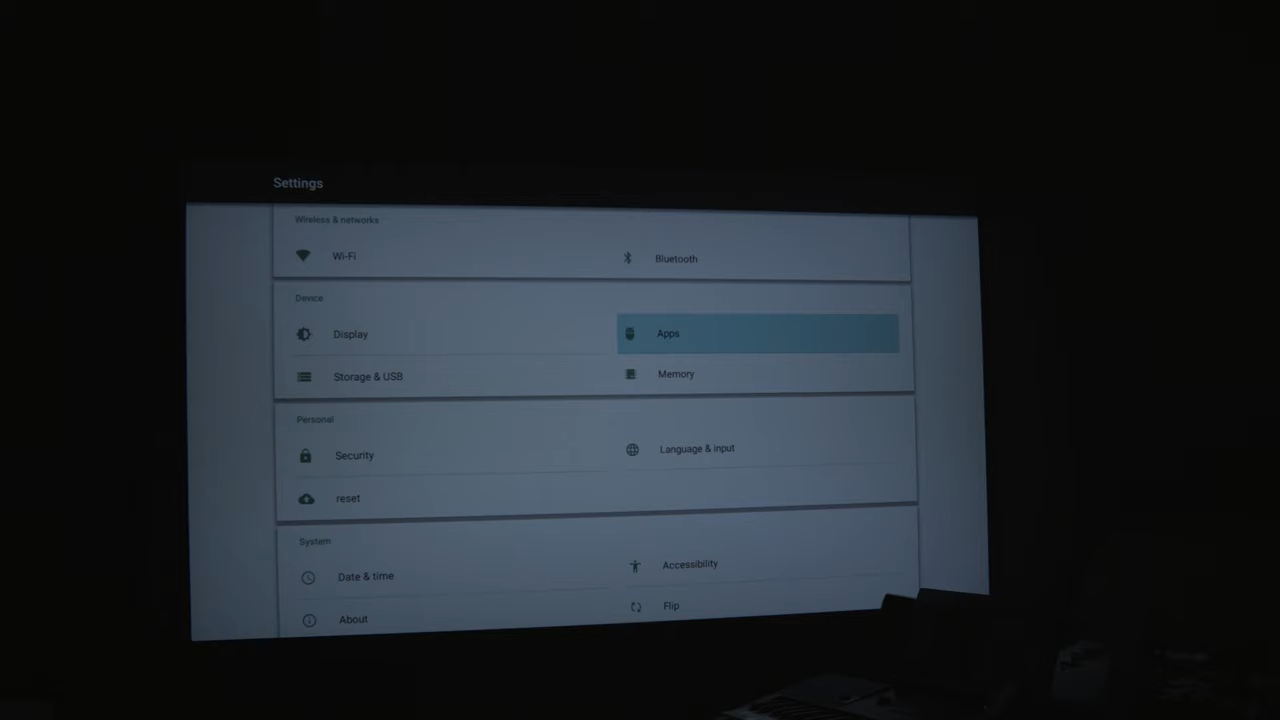 Settings
Wireless & networks
Wi-Fi
Bluetooth
Device
Display
Apps
Storage & USB
Memory
Personal
Security
Language & input
reset
System
Date & time
Accessibility
About
Flip